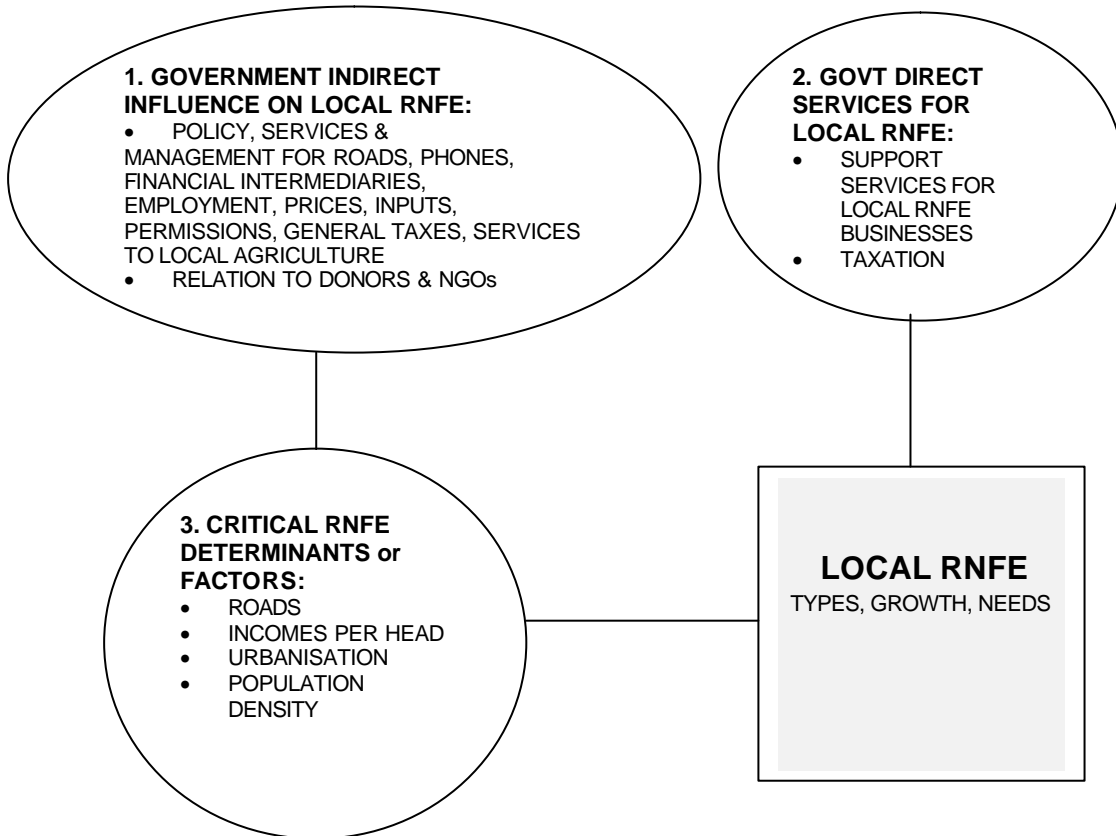 1. GOVERNMENT INDIRECT
INFLUENCE ON LOCAL RNFE:
• POLICY, SERVICES &
MANAGEMENT FOR ROADS, PHONES,
FINANCIAL INTERMEDIARIES,
EMPLOYMENT, PRICES, INPUTS,
PERMISSIONS, GENERAL TAXES, SERVICES
TO LOCAL AGRICULTURE
• RELATION TO DONORS & NGOs
2. GOVT DIRECT
SERVICES FOR
LOCAL RNFE:
• SUPPORT
SERVICES FOR
LOCAL RNFE
BUSINESSES
• TAXATION
3. CRITICAL RNFE
DETERMINANTS or
FACTORS:
• ROADS
• INCOMES PER HEAD
• URBANISATION
• POPULATION
DENSITY
LOCAL RNFE
TYPES, GROWTH, NEEDS